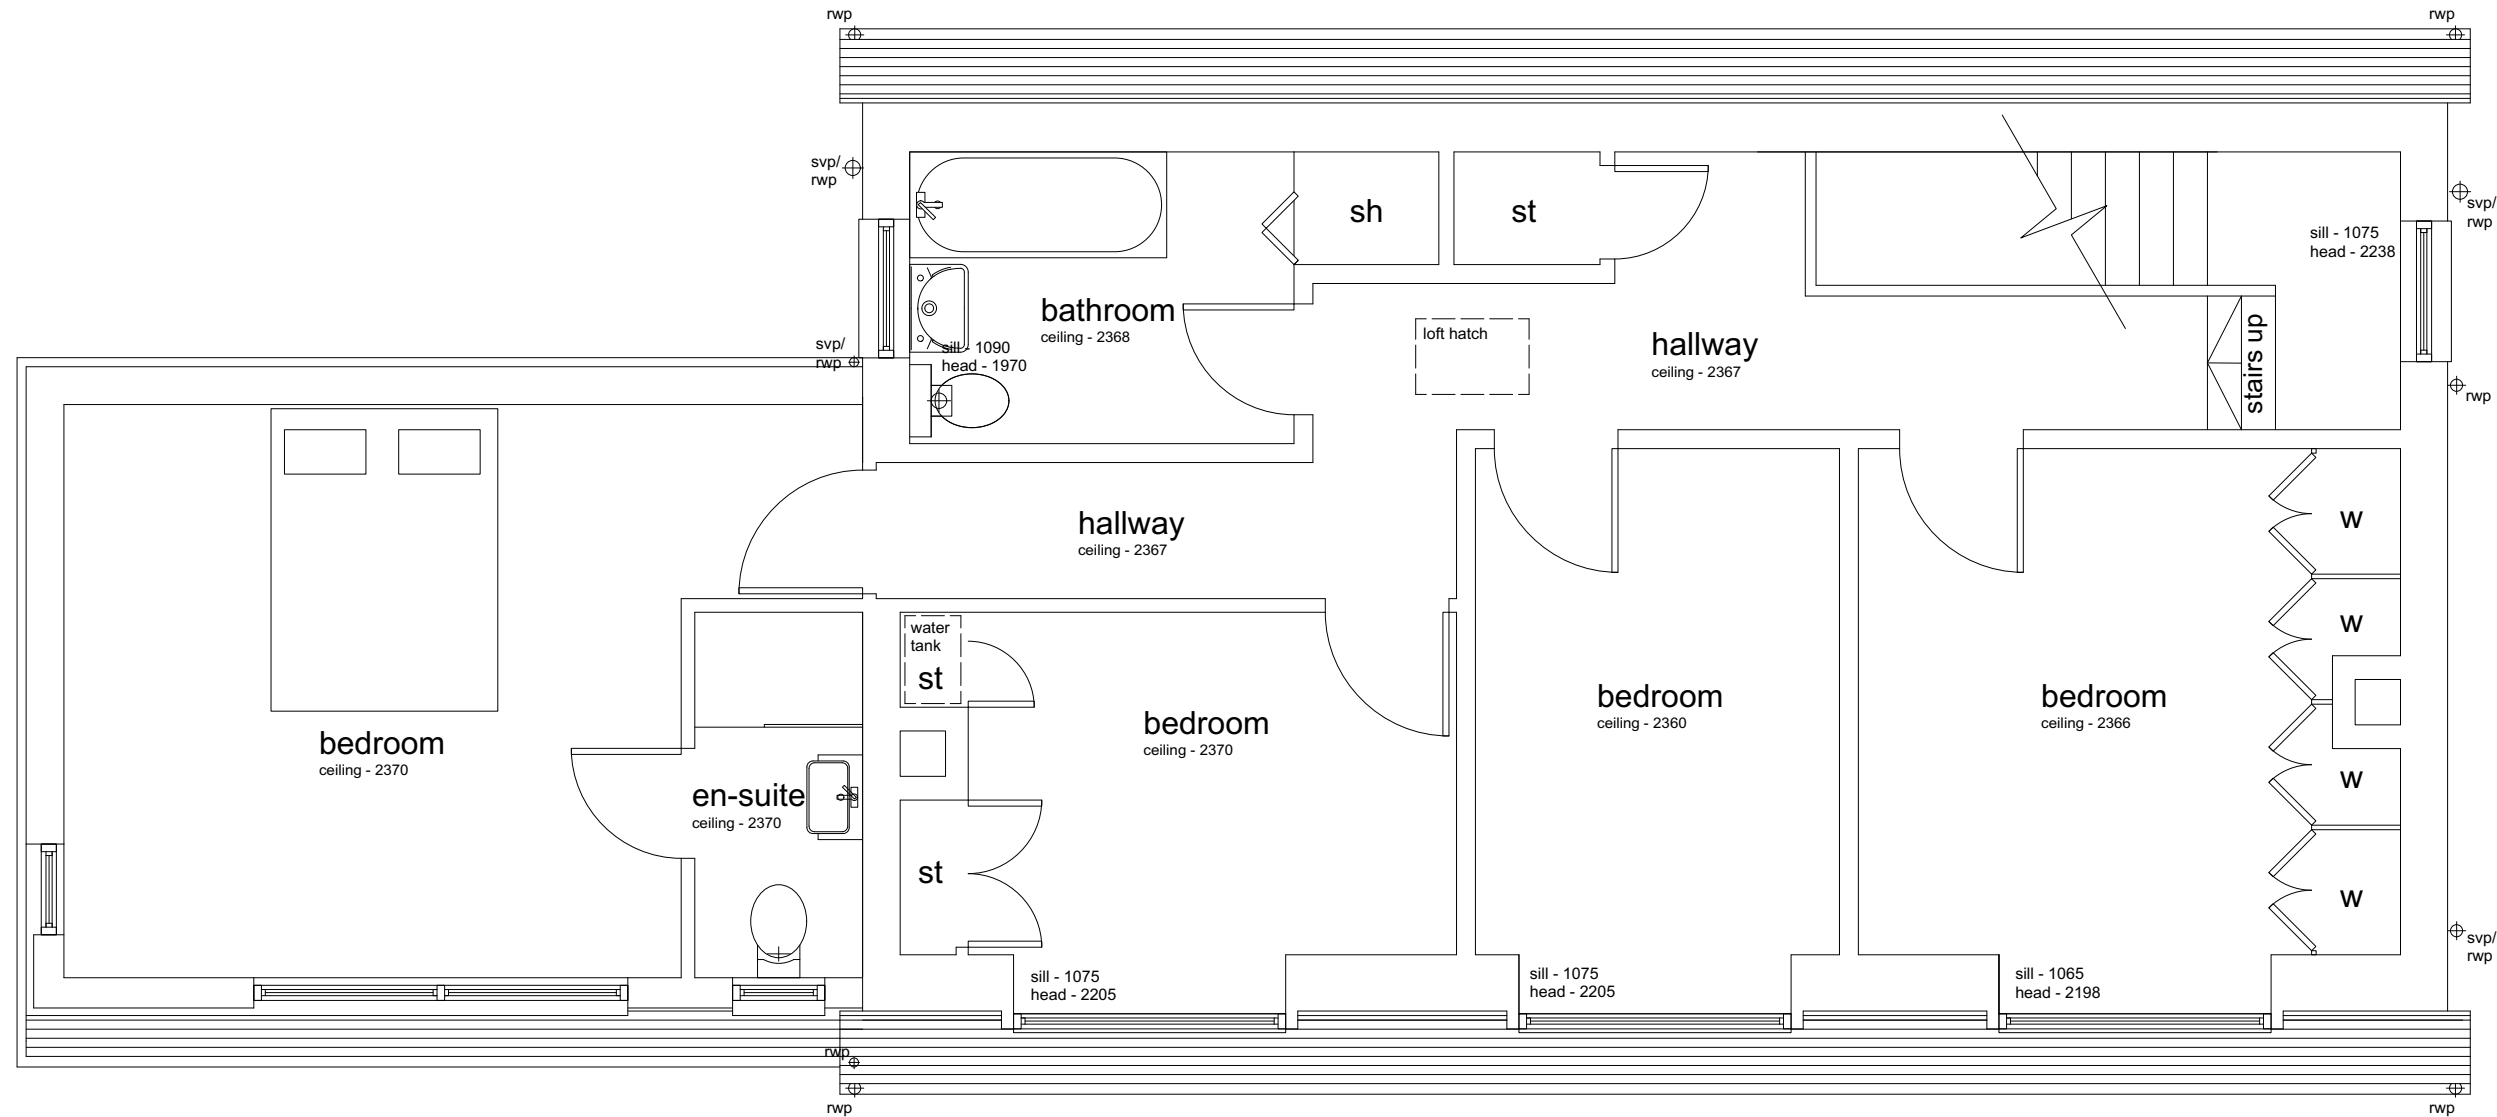 rwp
rwp
svp/
rwp
sh
st
svp/
rwp
sill - 1075
head - 2238
bathroom
ceiling - 2368
loft hatch
hallway
ceiling - 2367
stairs up
svp/
rwp
sill - 1090
head - 1970
rwp
hallway
ceiling - 2367
w
water
tank
st
w
bedroom
ceiling - 2370
bedroom
ceiling - 2370
bedroom
ceiling - 2360
bedroom
ceiling - 2366
en-suite
ceiling - 2370
w
st
w
svp/
rwp
sill - 1075
head - 2205
sill - 1075
head - 2205
sill - 1065
head - 2198
rwp
rwp
rwp